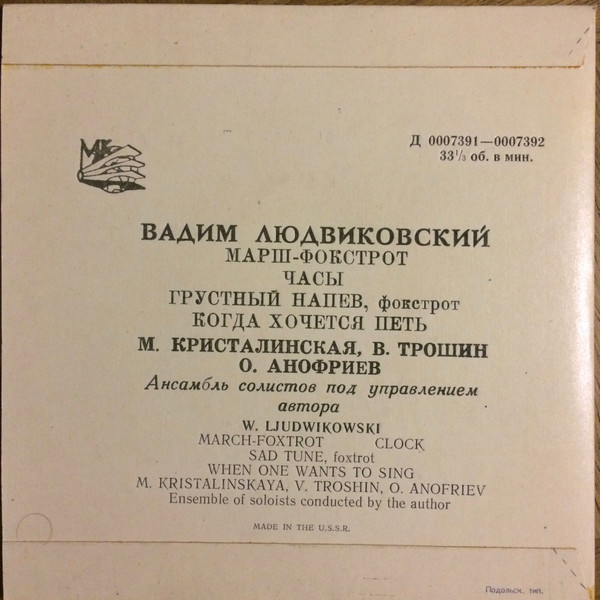 МК
Д 0007391—0007392
33⅓ об. в мин.
ВАДИМ ЛЮДВИКОВСКИЙ
МАРШ-ФОКСТРОТ
ЧАСЫ
ГРУСТНЫЙ НАПЕВ, фокстрот
КОГДА ХОЧЕТСЯ ПЕТЬ
М. КРИСТАЛИНСКАЯ, В. ТРОШИН
О. АНОФРИЕВ
Ансамбль солистов под управлением
автора
W. LJUDWIKOWSKI
MARCH-FOXTROT CLOCK
SAD TUNE, foxtrot
WHEN ONE WANTS TO SING
M. KRISTALINSKAYA, V. TROSHIN, O. ANOFRIEV
Ensemble of soloists conducted by the author
MADE IN THE U.S.S.R.
Подольск. тип.